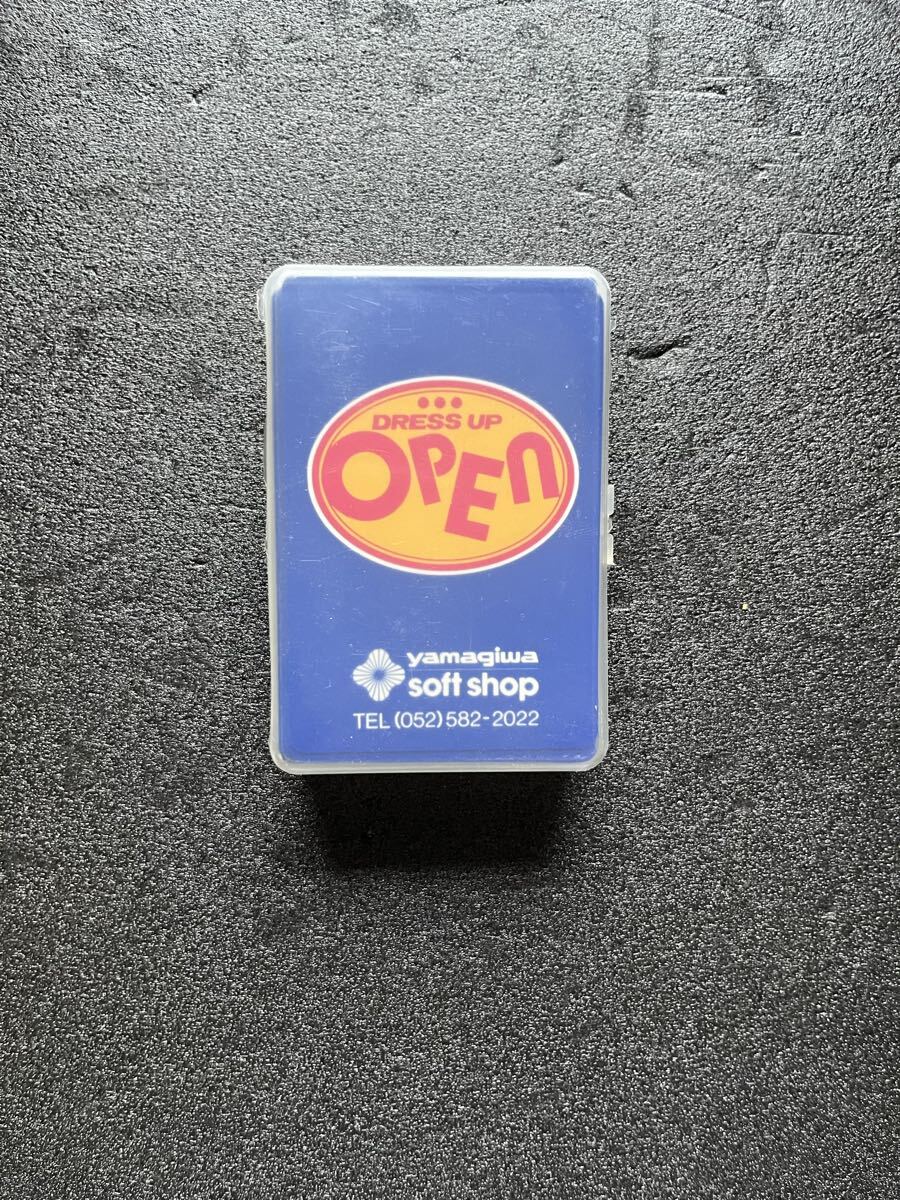 DRESS UP
OPEN
yamagiwa
soft shop
TEL (052) 582-2022